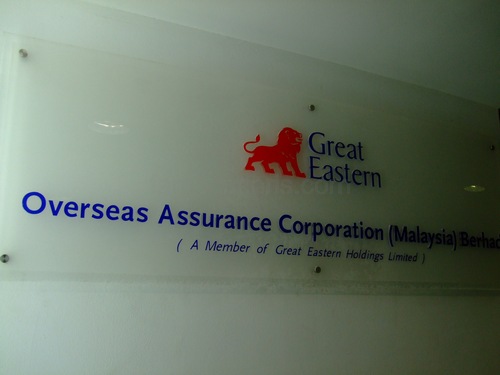 Great
Eastern
Overseas Assurance Corporation (Malaysia) Berhad
( A Member of Great Eastern Holdings Limited )